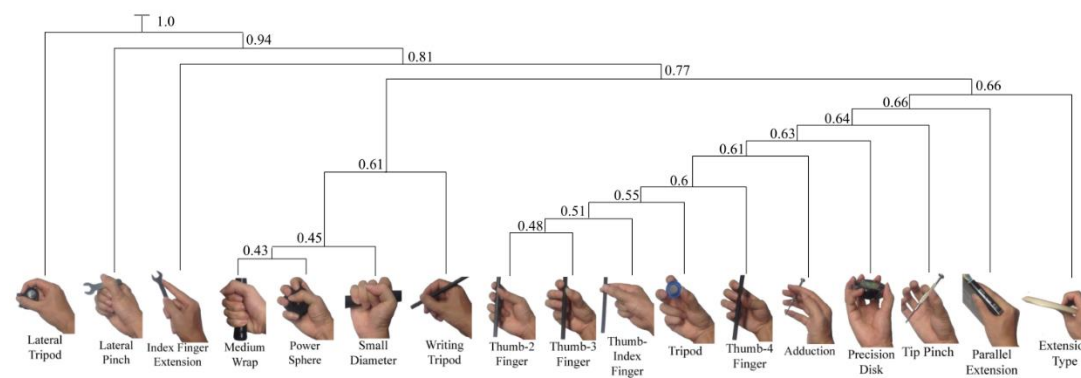 1.0
0.94
0.81
0.77
0.66
0.66
0.64
0.63
0.61
0.61
0.6
0.55
0.51
0.48
0.45
0.43
Lateral
Tripod
Lateral
Pinch
Index Finger
Extension
Medium
Wrap
Power
Sphere
Small
Diameter
Writing
Tripod
Thumb-2
Finger
Thumb-3
Finger
Thumb-
Index
Finger
Tripod
Thumb-4
Finger
Adduction
Precision
Disk
Tip Pinch
Parallel
Extension
Extension
Type